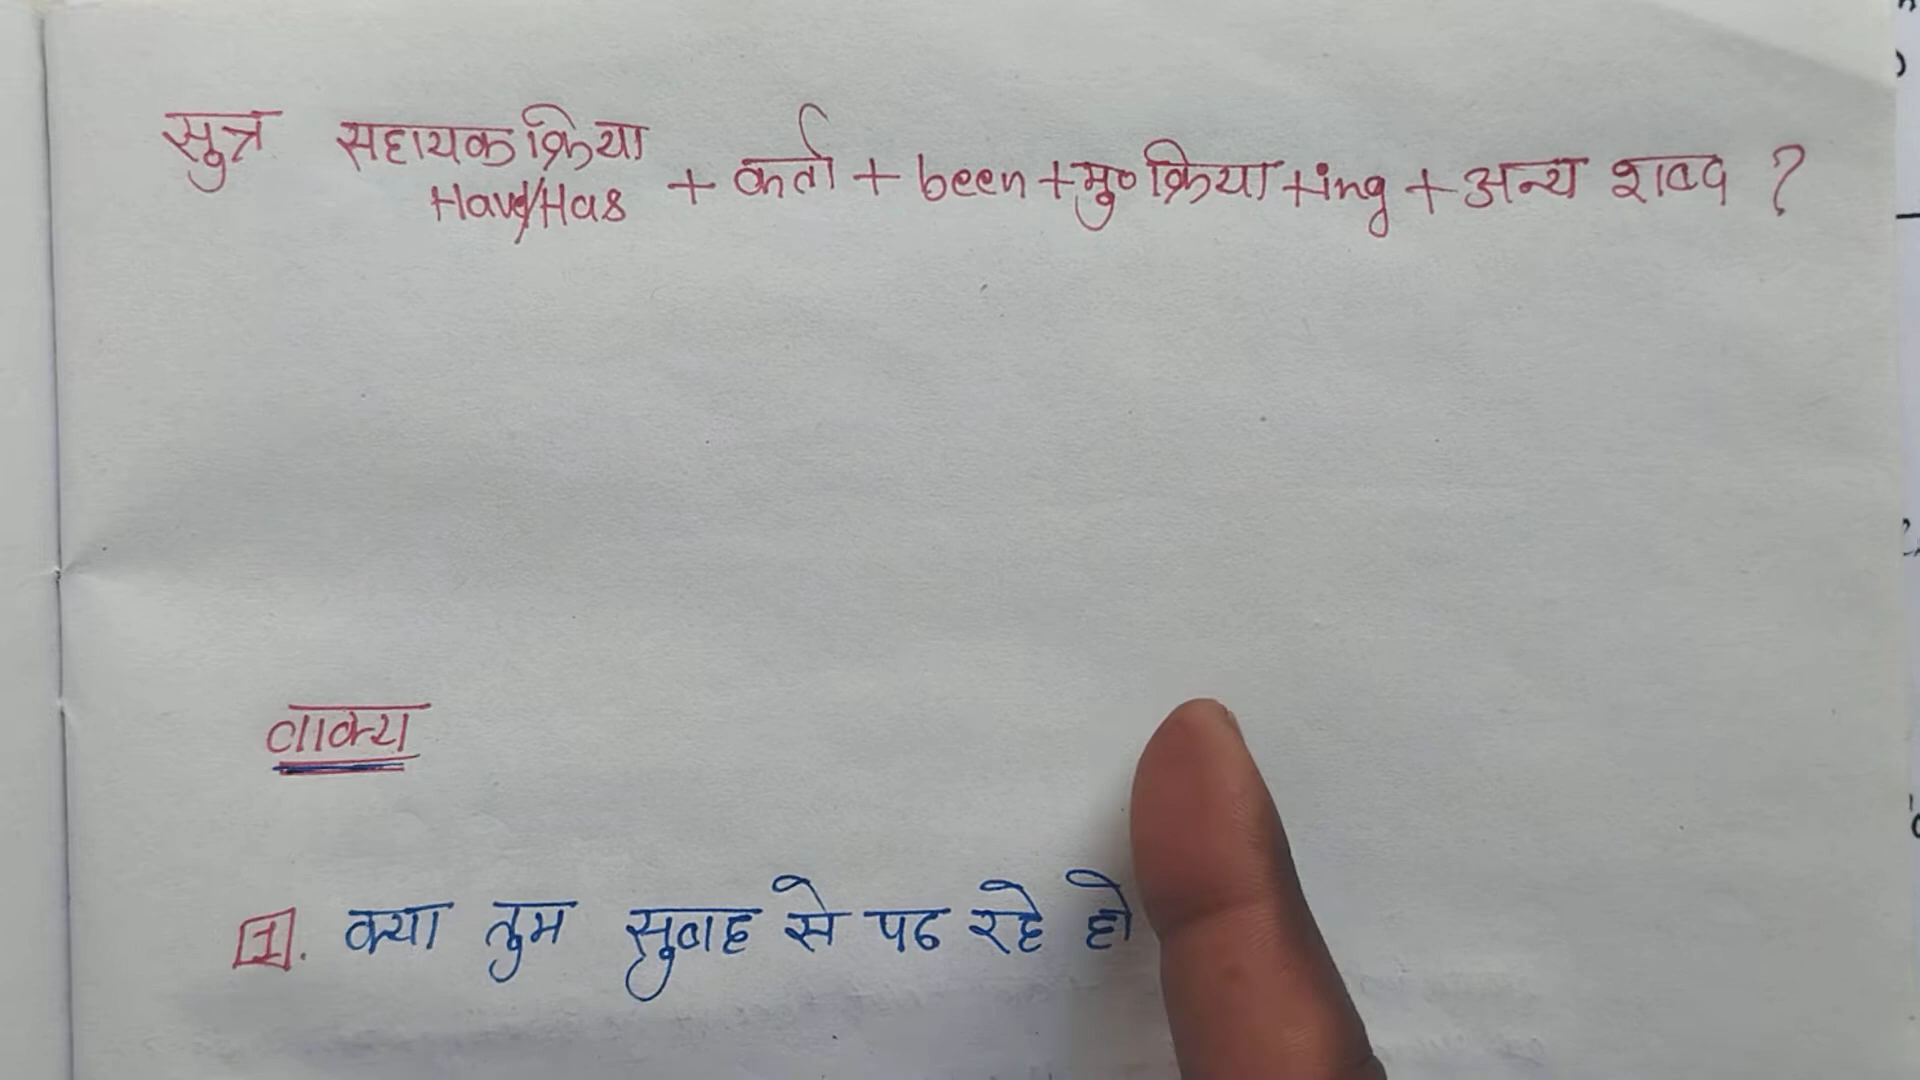 सुत्र सहायक क्रिया Have/Has + कर्ता + been + मु० क्रिया + ing + अन्य शब्द ?
वाक्य
1. क्या तुम सुबह से पढ रहे हो